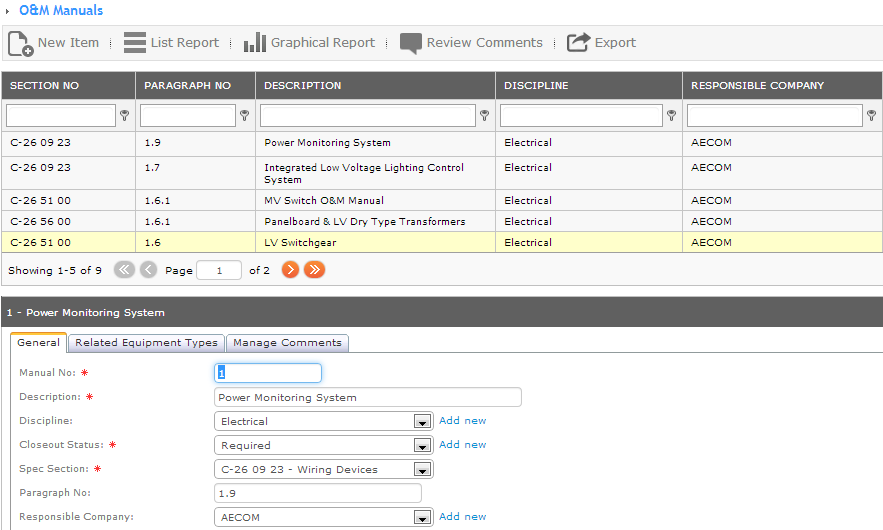 O&M Manuals
New Item List Report Graphical Report Review Comments Export
SECTION NO PARAGRAPH NO DESCRIPTION DISCIPLINE RESPONSIBLE COMPANY
C-26 09 23 1.9 Power Monitoring System Electrical AECOM
C-26 09 23 1.7 Integrated Low Voltage Lighting Control Electrical AECOM
System
C-26 51 00 1.6.1 MV Switch O&M Manual Electrical AECOM
C-26 56 00 1.6.1 Panelboard & LV Dry Type Transformers Electrical AECOM
C-26 51 00 1.6 LV Switchgear Electrical AECOM
Showing 1-5 of 9 Page 1 of 2
1 - Power Monitoring System
General Related Equipment Types Manage Comments
Manual No: * 1
Description: * Power Monitoring System
Discipline: Electrical Add new
Closeout Status: * Required Add new
Spec Section: * C-26 09 23 - Wiring Devices
Paragraph No: 1.9
Responsible Company: AECOM Add new